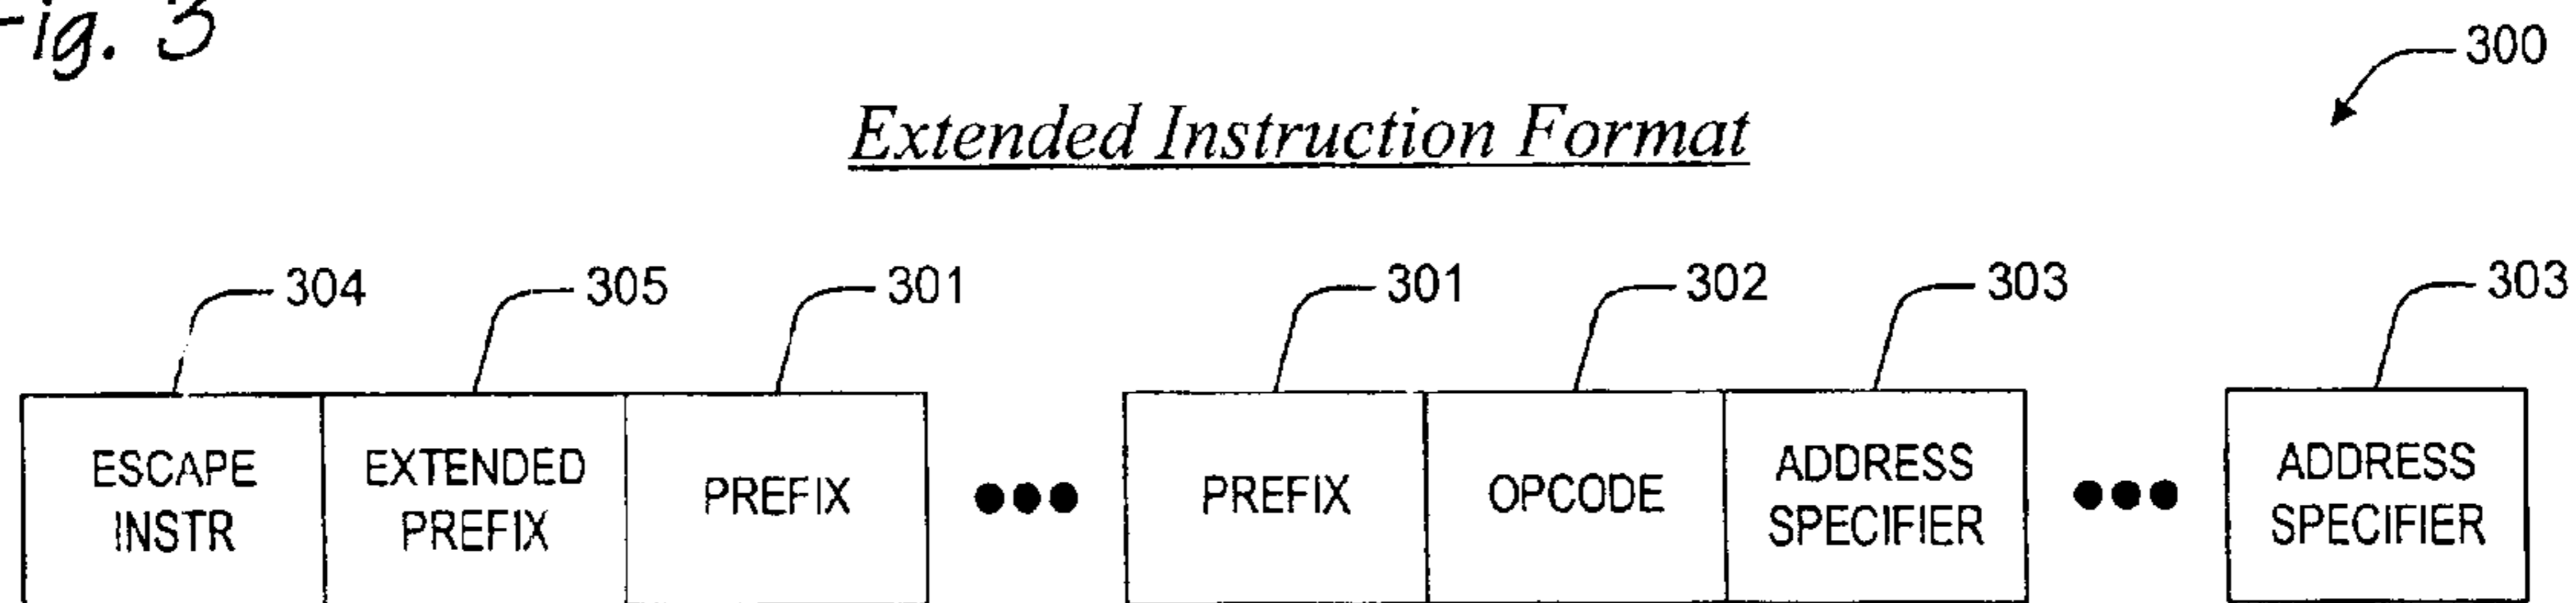 Fig. 3
300
Extended Instruction Format
304 305 301 301 302 303 303
ESCAPE INSTR
EXTENDED PREFIX
PREFIX
PREFIX
OPCODE
ADDRESS SPECIFIER
ADDRESS SPECIFIER